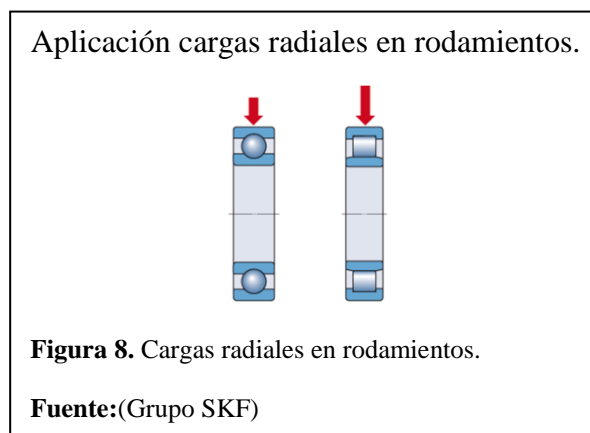 Aplicación cargas radiales en rodamientos.
Figura 8. Cargas radiales en rodamientos.
Fuente:(Grupo SKF)